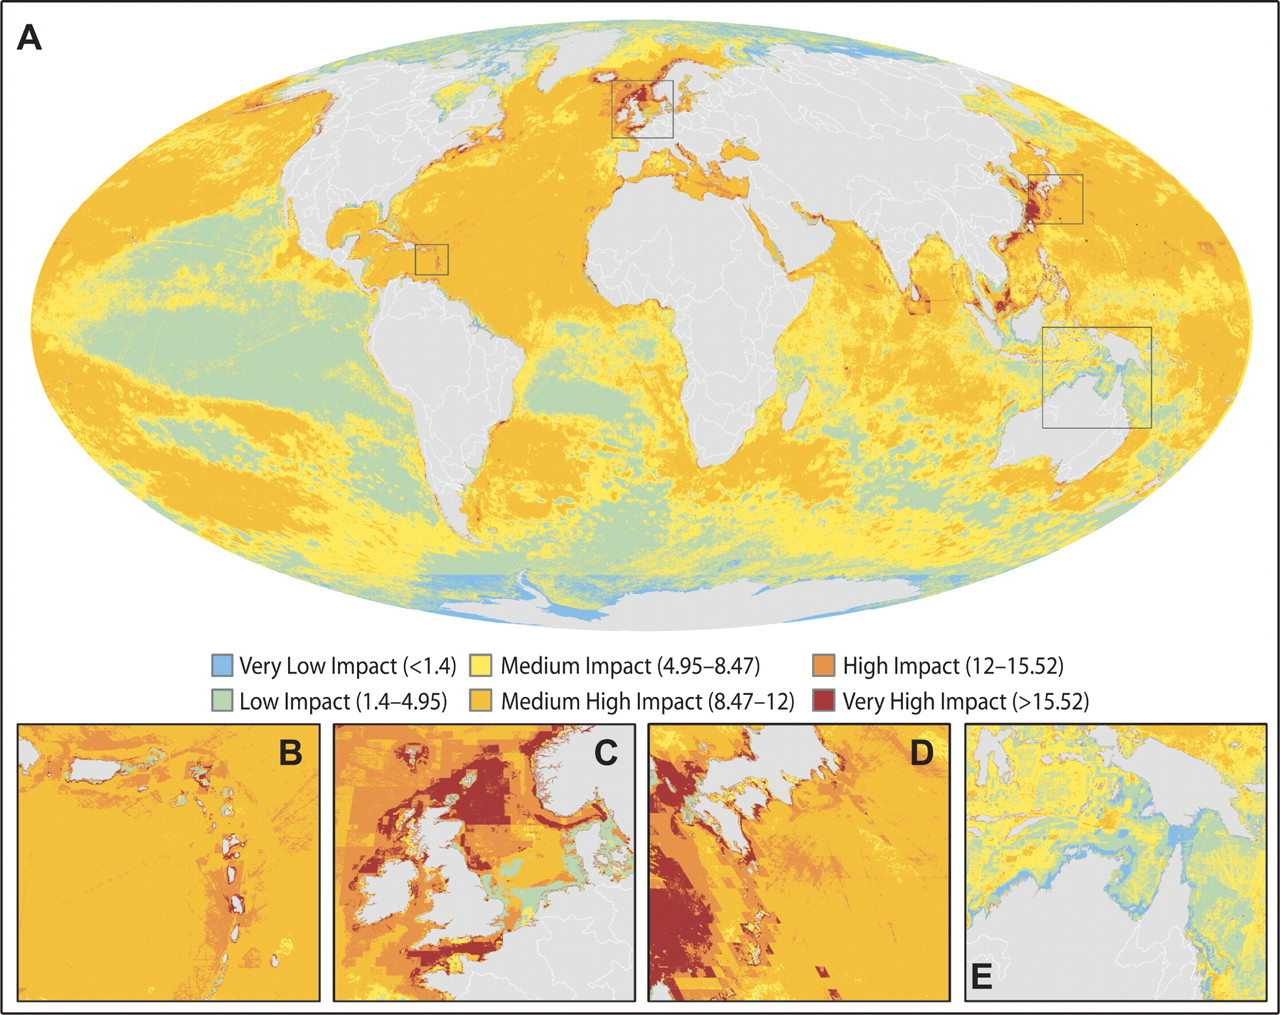 A
Very Low Impact (<1.4)
Medium Impact (4.95–8.47)
High Impact (12–15.52)
Low Impact (1.4–4.95)
Medium High Impact (8.47–12)
Very High Impact (>15.52)
B
C
D
E